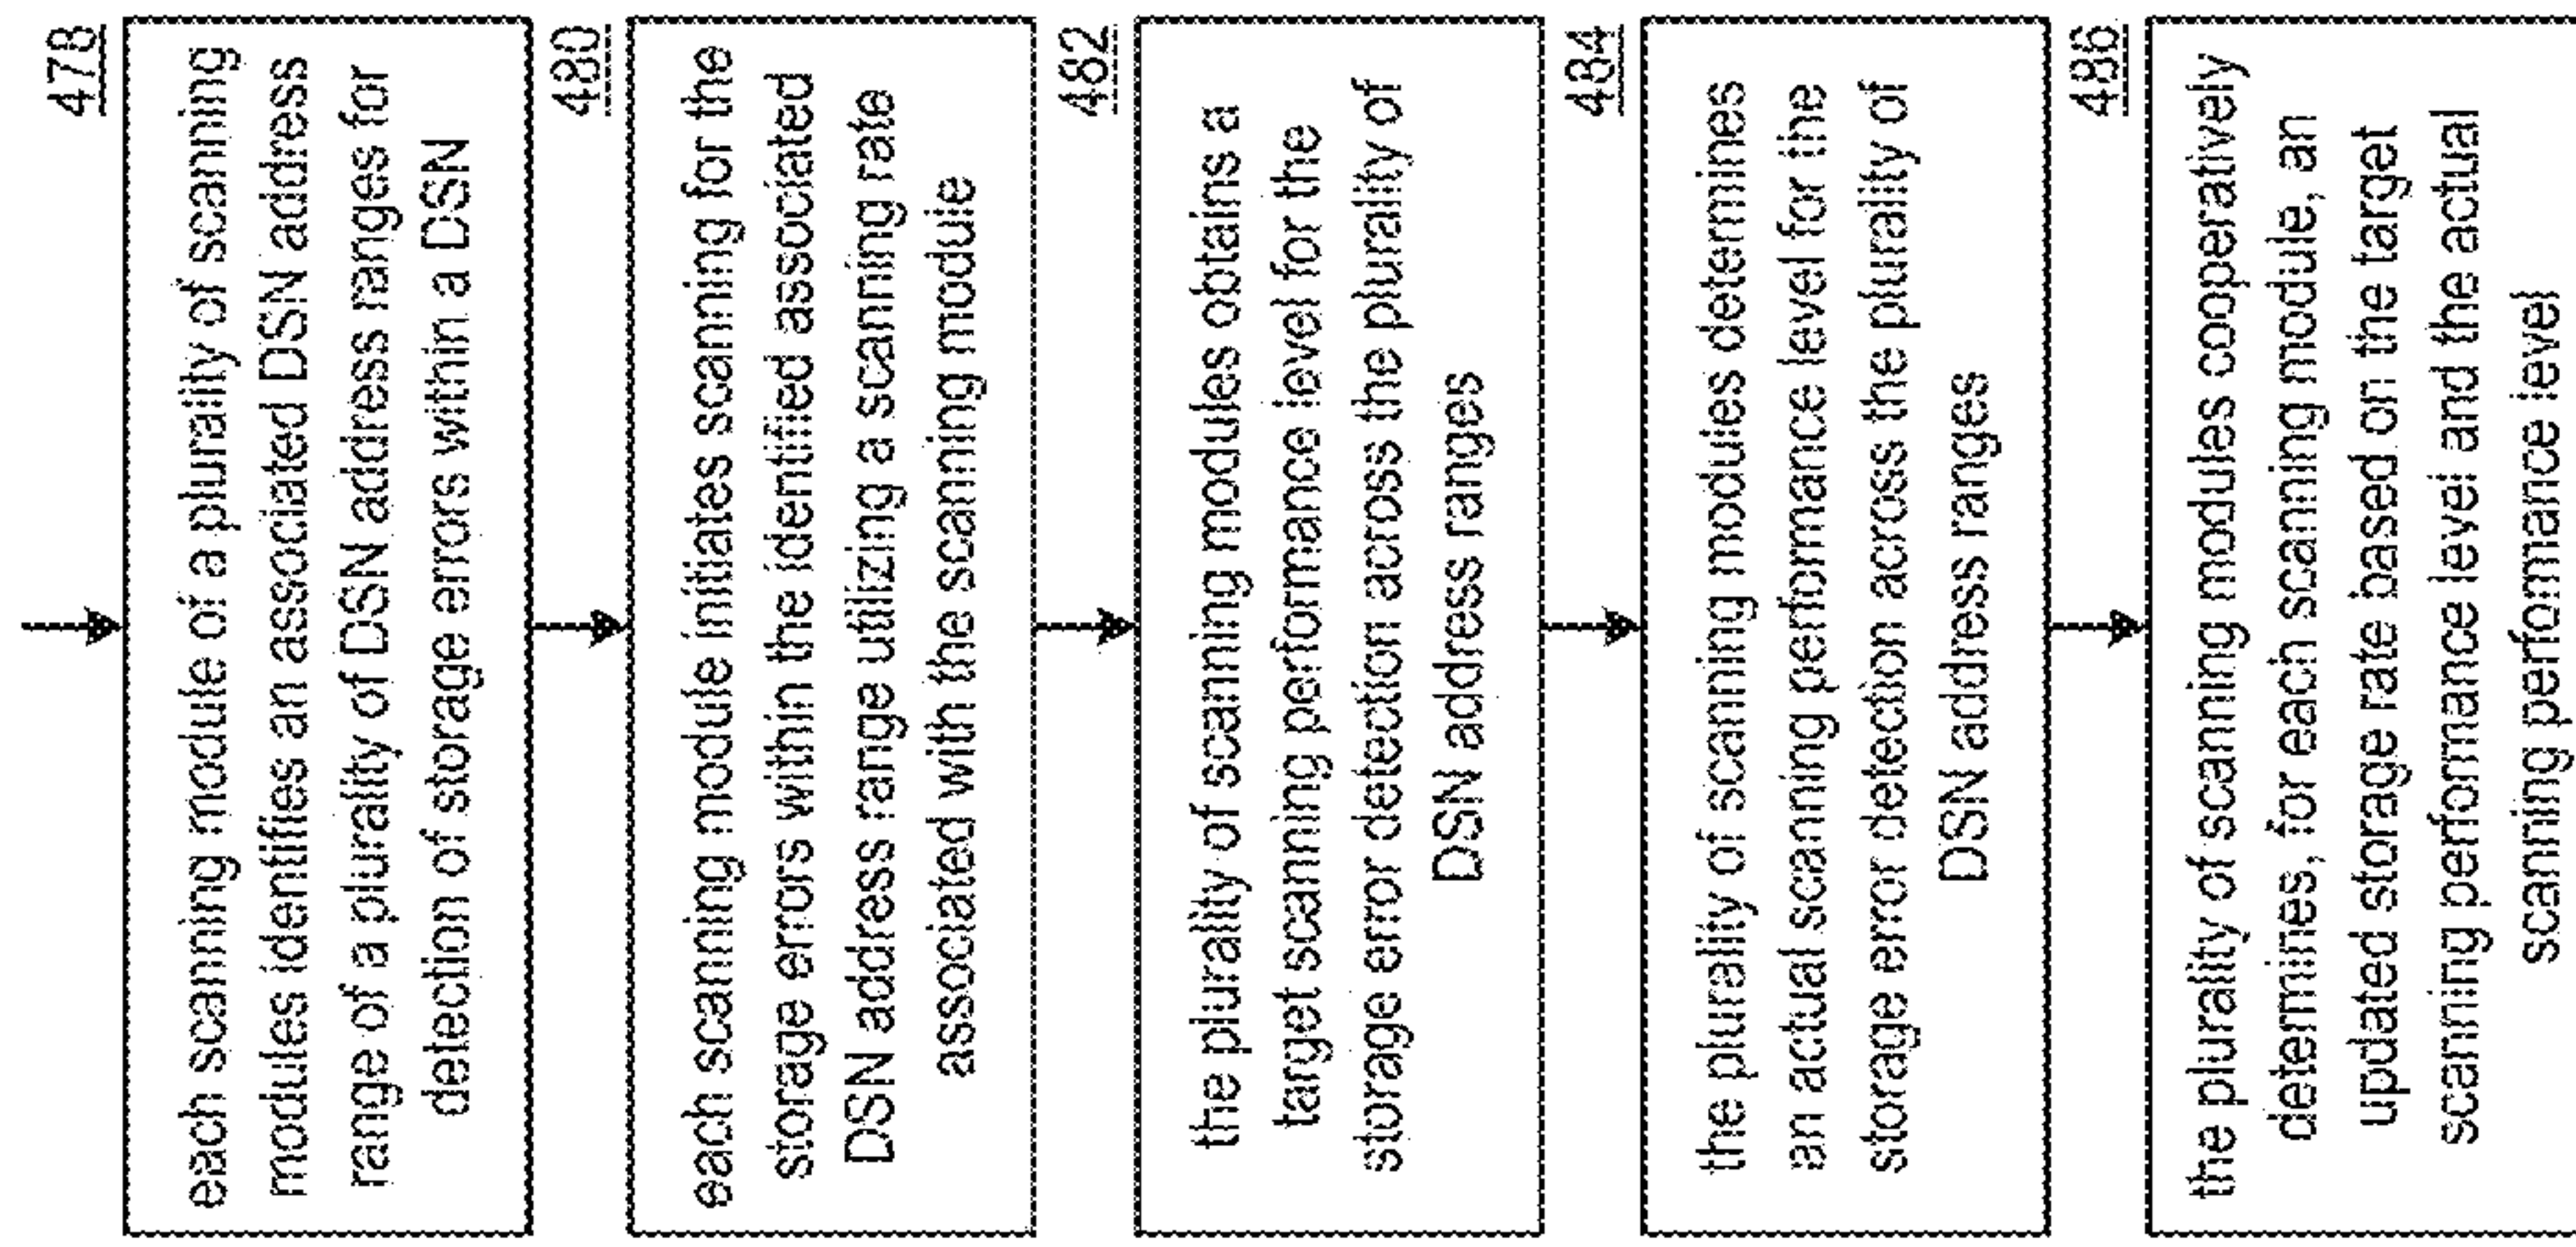 478
each scanning module of a plurality of scanning
modules identifies an associated DSN address
range of a plurality of DSN address ranges for
detection of storage errors within a DSN
480
each scanning module initiates scanning for the
storage errors within the identified associated
DSN address range utilizing a scanning rate
associated with the scanning module
482
the plurality of scanning modules obtains a
target scanning performance level for the
storage error detection across the plurality of
DSN address ranges
484
the plurality of scanning modules determines
an actual scanning performance level for the
storage error detection across the plurality of
DSN address ranges
486
the plurality of scanning modules cooperatively
determines, for each scanning module, an
updated storage rate based on the target
scanning performance level and the actual
scanning performance level